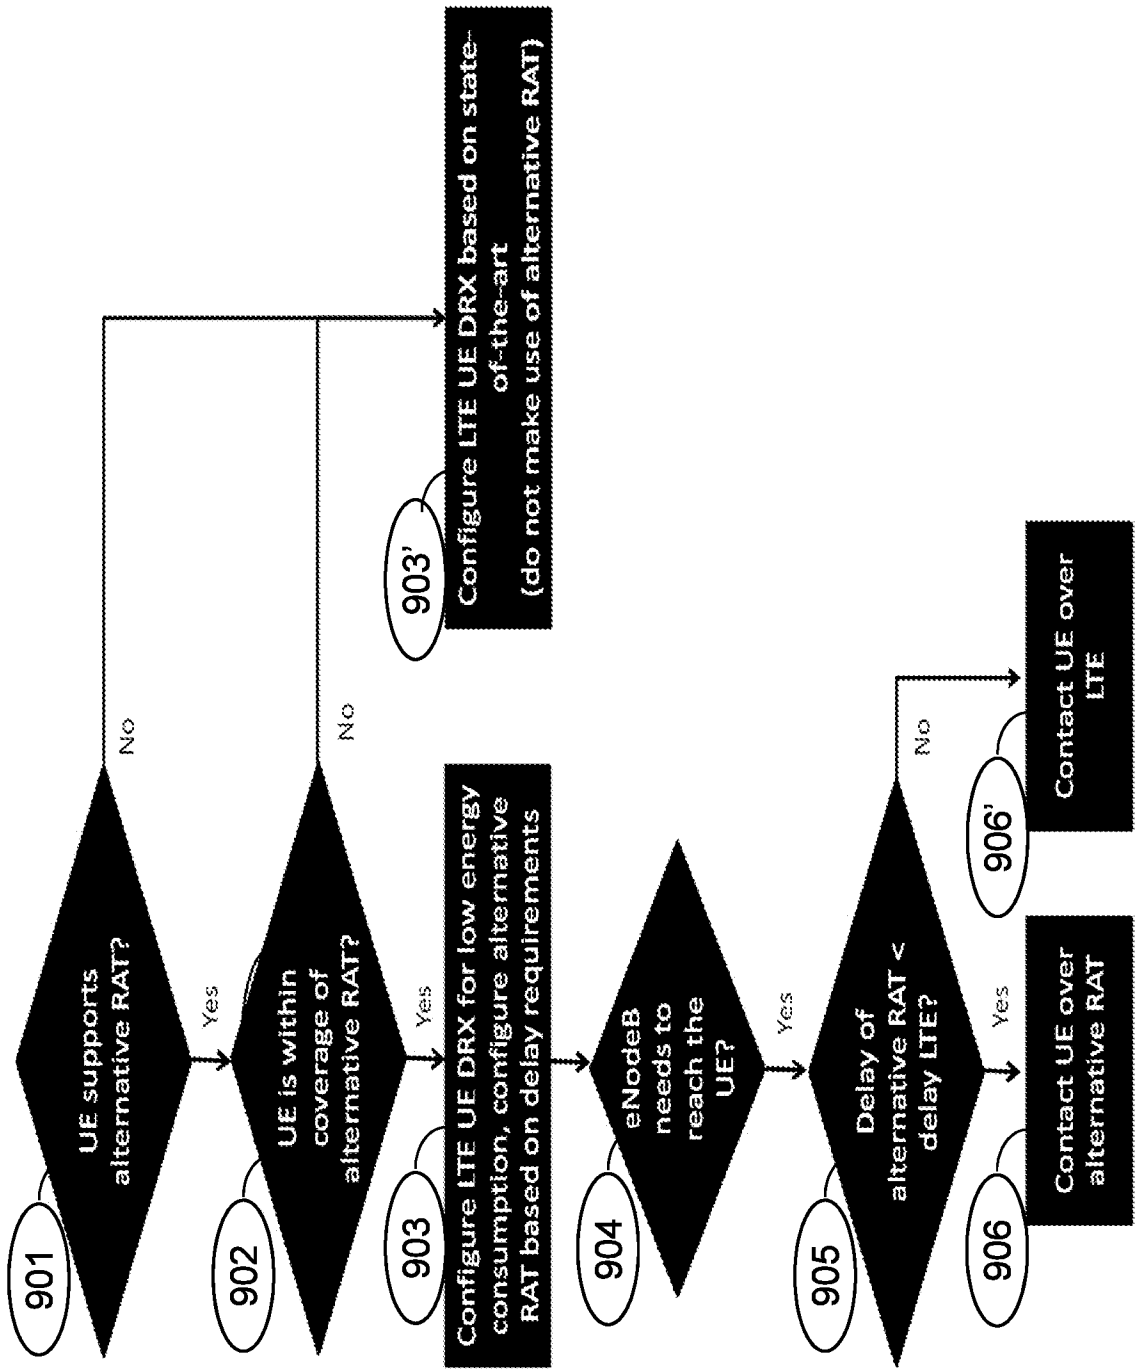 901
UE supports
alternative RAT?
No
Yes
902
UE is within
coverage of
alternative RAT?
No
Yes
903
Configure LTE UE DRX for low energy
consumption, configure alternative
RAT based on delay requirements
903'
Configure LTE UE DRX based on state-
of-the-art
(do not make use of alternative RAT)
904
eNodeB
needs to
reach the
UE?
Yes
905
Delay of
alternative RAT <
delay LTE?
No
Yes
906
Contact UE over
alternative RAT
906'
Contact UE over
LTE